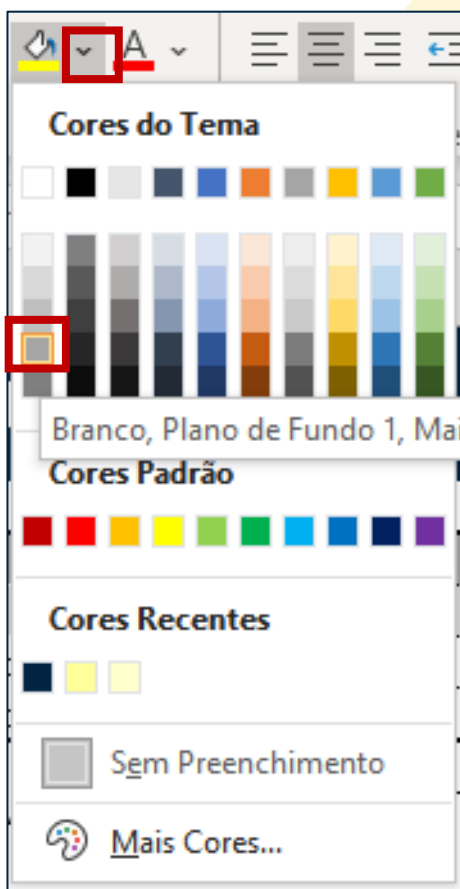 A
Cores do Tema
Branco, Plano de Fundo 1, Mai
Cores Padrão
Cores Recentes
Sem Preenchimento
Mais Cores...